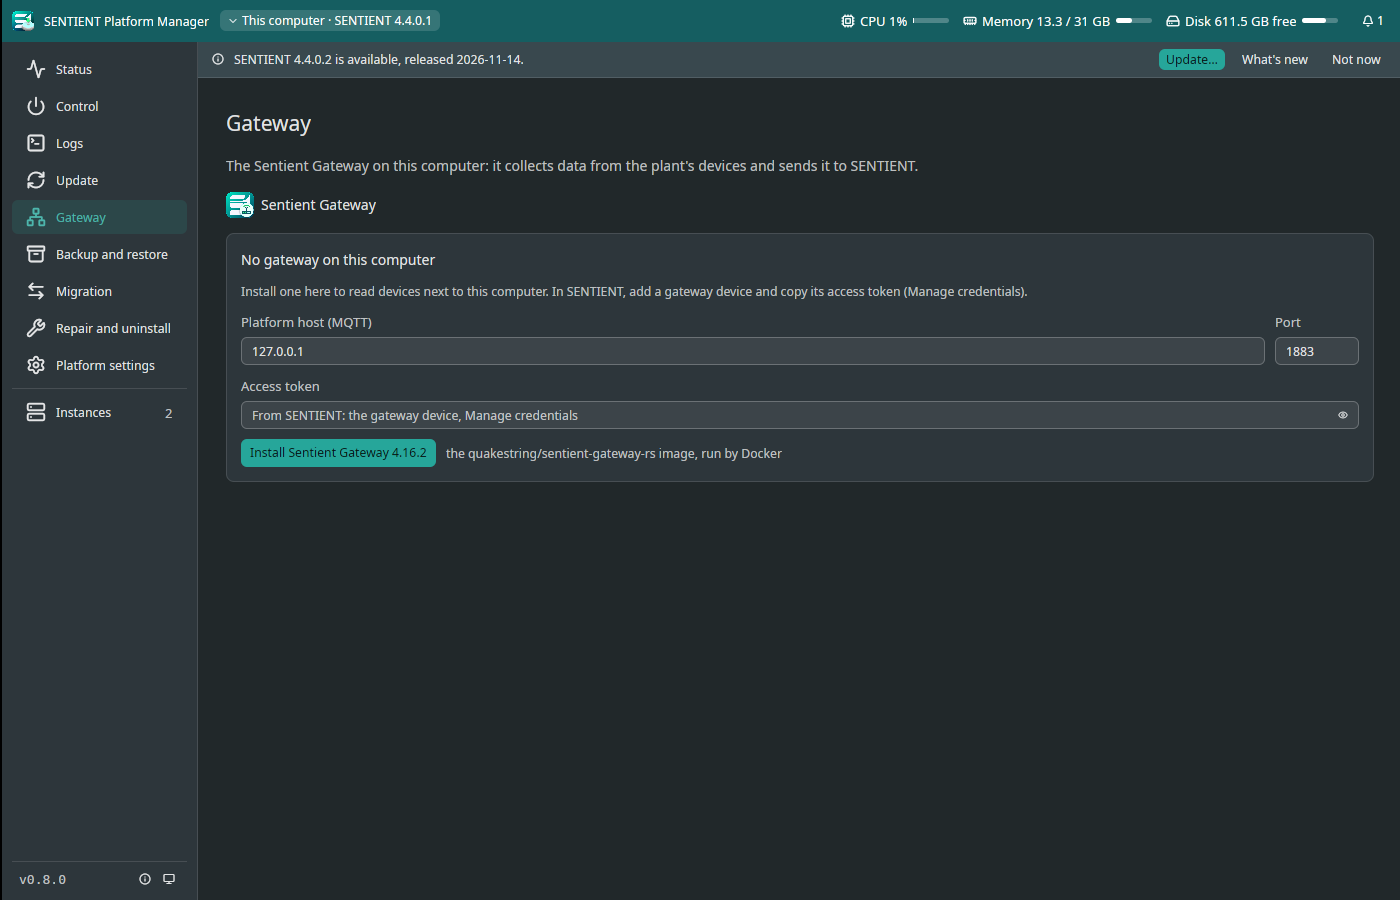 SENTIENT Platform Manager
This computer · SENTIENT 4.4.0.1
CPU 1%
Memory 13.3 / 31 GB
Disk 611.5 GB free
1
Status
Control
Logs
Update
Gateway
Backup and restore
Migration
Repair and uninstall
Platform settings
Instances 2
v0.8.0
SENTIENT 4.4.0.2 is available, released 2026-11-14.
Update...
What's new
Not now
Gateway
The Sentient Gateway on this computer: it collects data from the plant's devices and sends it to SENTIENT.
Sentient Gateway
No gateway on this computer
Install one here to read devices next to this computer. In SENTIENT, add a gateway device and copy its access token (Manage credentials).
Platform host (MQTT)
Port
127.0.0.1
1883
Access token
From SENTIENT: the gateway device, Manage credentials
Install Sentient Gateway 4.16.2
the quakestring/sentient-gateway-rs image, run by Docker